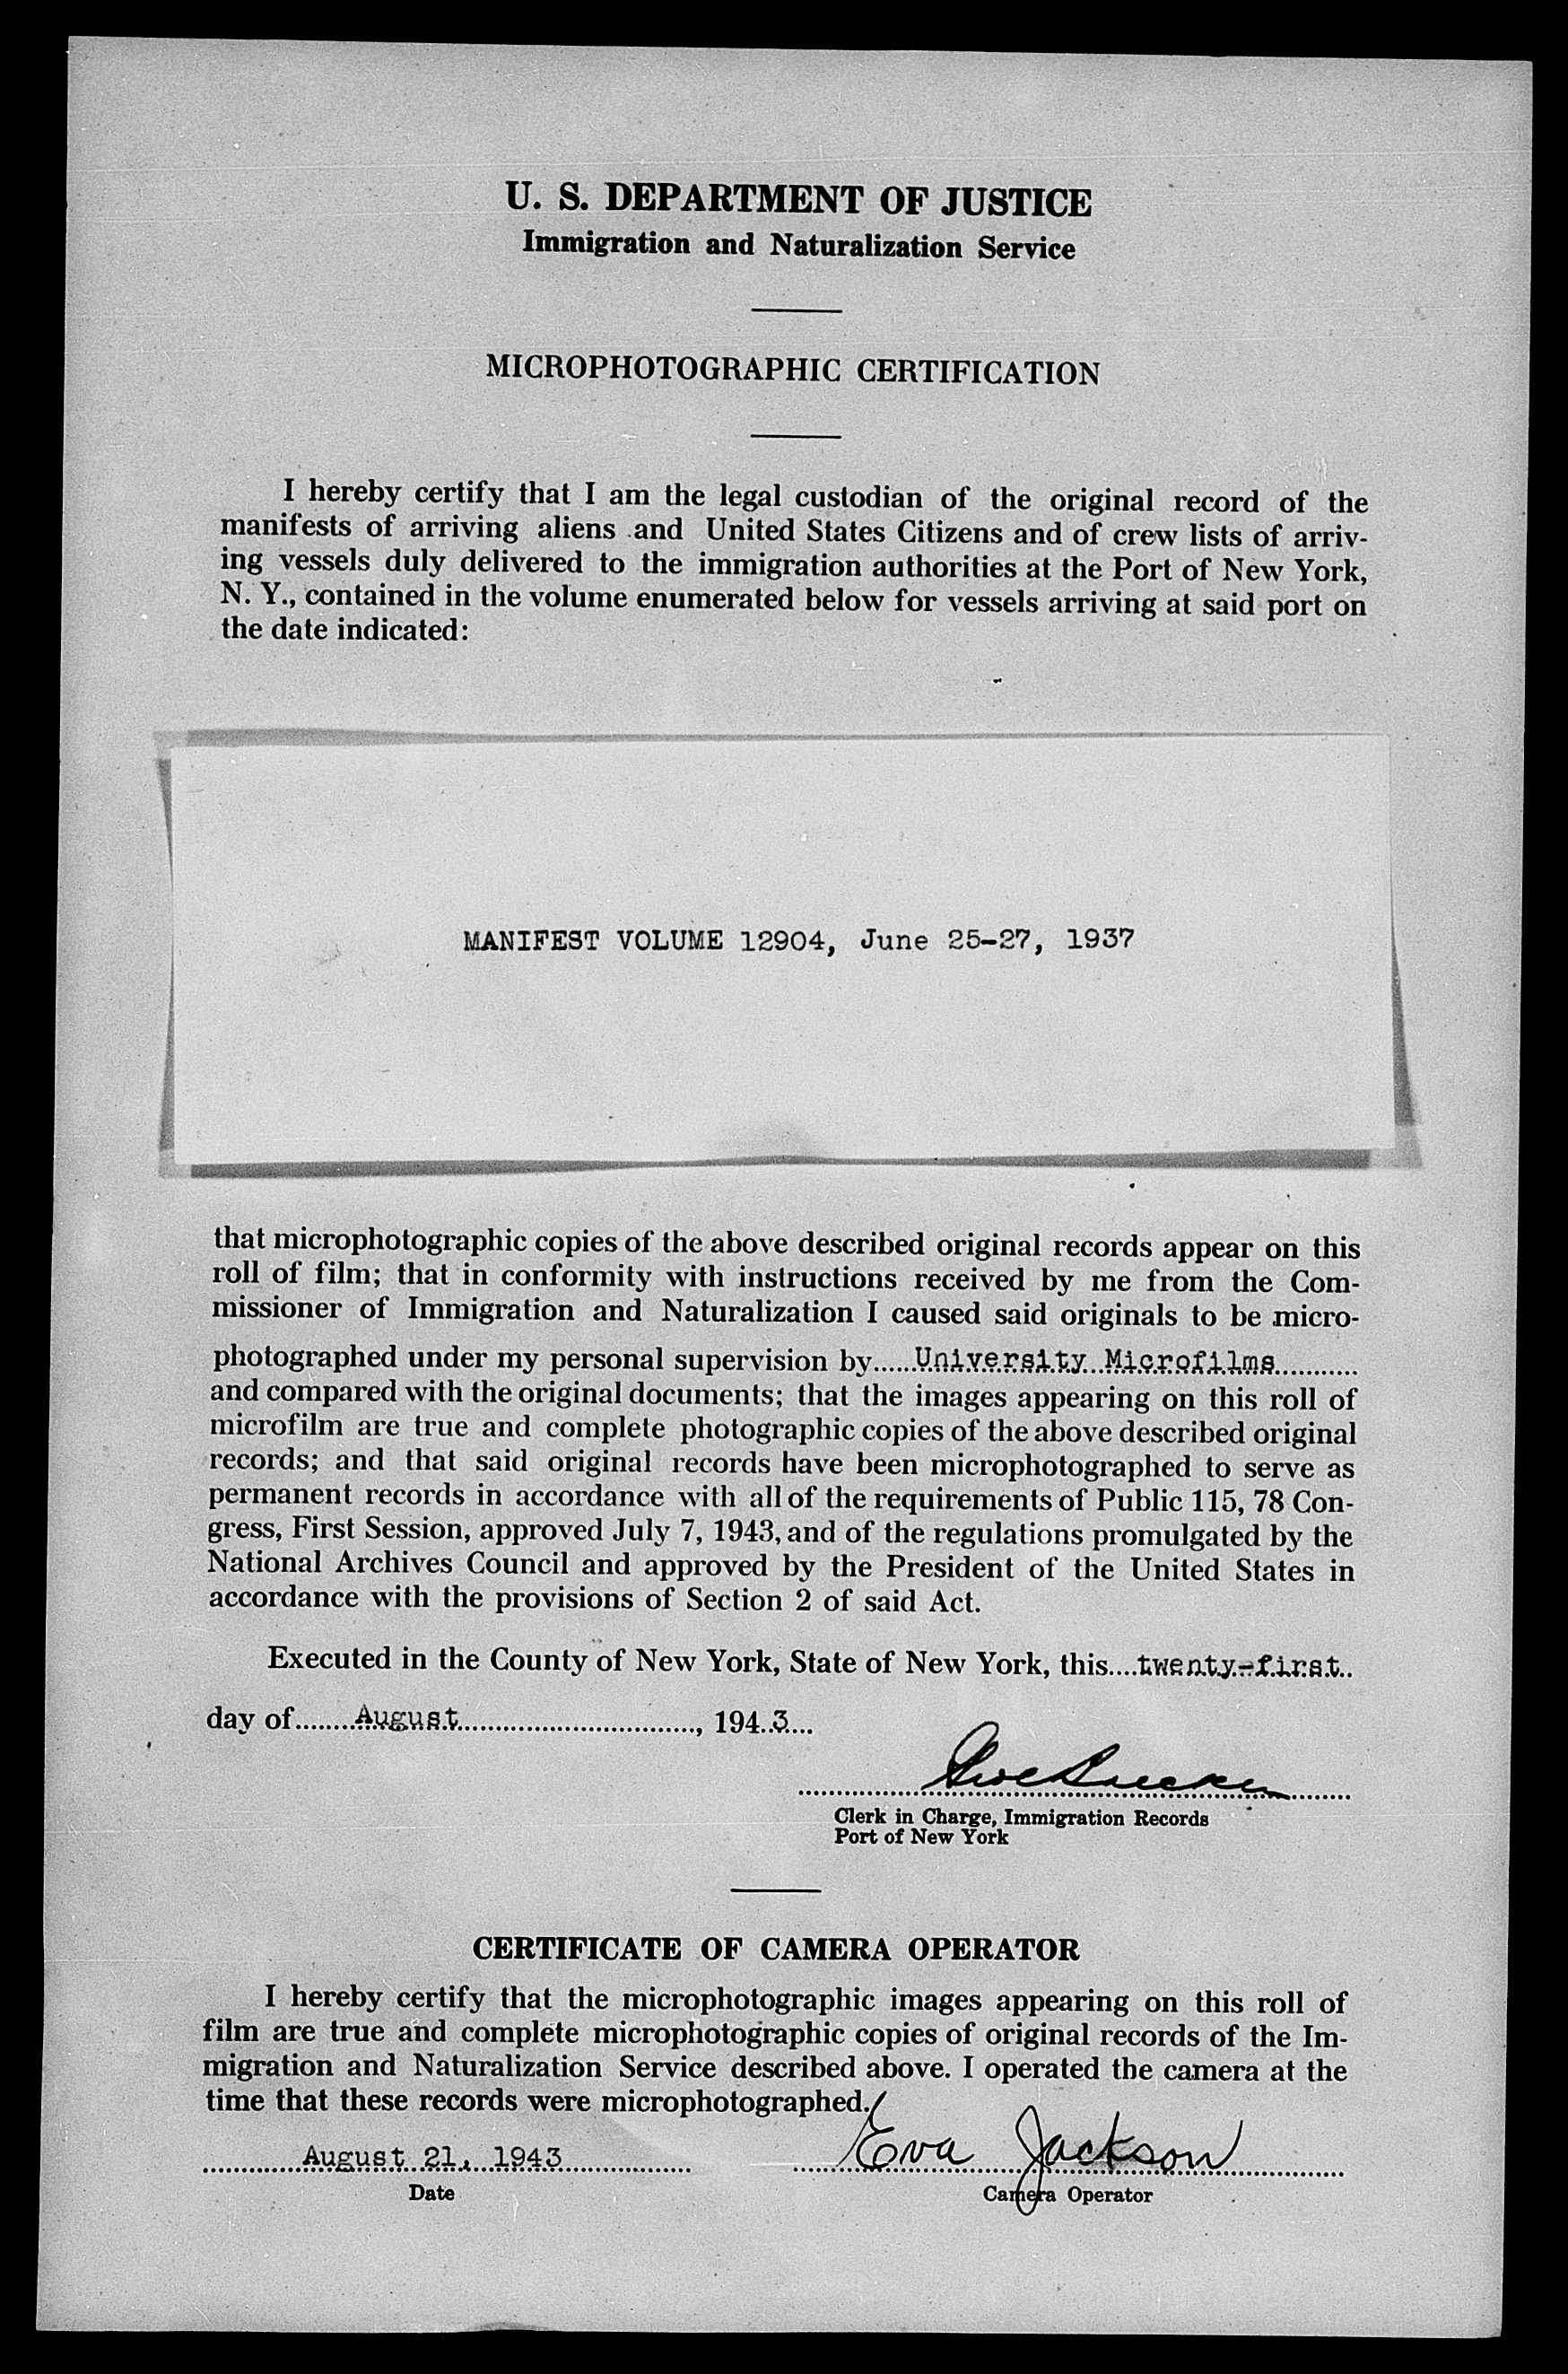 U. S. DEPARTMENT OF JUSTICE
Immigration and Naturalization Service
MICROPHOTOGRAPHIC CERTIFICATION
I hereby certify that I am the legal custodian of the original record of the
manifests of arriving aliens and United States Citizens and of crew lists of arriv-
ing vessels duly delivered to the immigration authorities at the Port of New York,
N. Y., contained in the volume enumerated below for vessels arriving at said port on
the date indicated:
MANIFEST VOLUME 12904, June 25-27, 1937
that microphotographic copies of the above described original records appear on this
roll of film; that in conformity with instructions received by me from the Com-
missioner of Immigration and Naturalization I caused said originals to be micro-
photographed under my personal supervision by......University Microfilms...........
and compared with the original documents; that the images appearing on this roll of
microfilm are true and complete photographic copies of the above described original
records; and that said original records have been microphotographed to serve as
permanent records in accordance with all of the requirements of Public 115, 78 Con-
gress, First Session, approved July 7, 1943, and of the regulations promulgated by the
National Archives Council and approved by the President of the United States in
accordance with the provisions of Section 2 of said Act.
Executed in the County of New York, State of New York, this....twenty-first..
day of........August................................, 194..3....
Clerk in Charge, Immigration Records
Port of New York
CERTIFICATE OF CAMERA OPERATOR
I hereby certify that the microphotographic images appearing on this roll of
film are true and complete microphotographic copies of original records of the Im-
migration and Naturalization Service described above. I operated the camera at the
time that these records were microphotographed.
August 21, 1943 Eva Jackson
Date Camera Operator